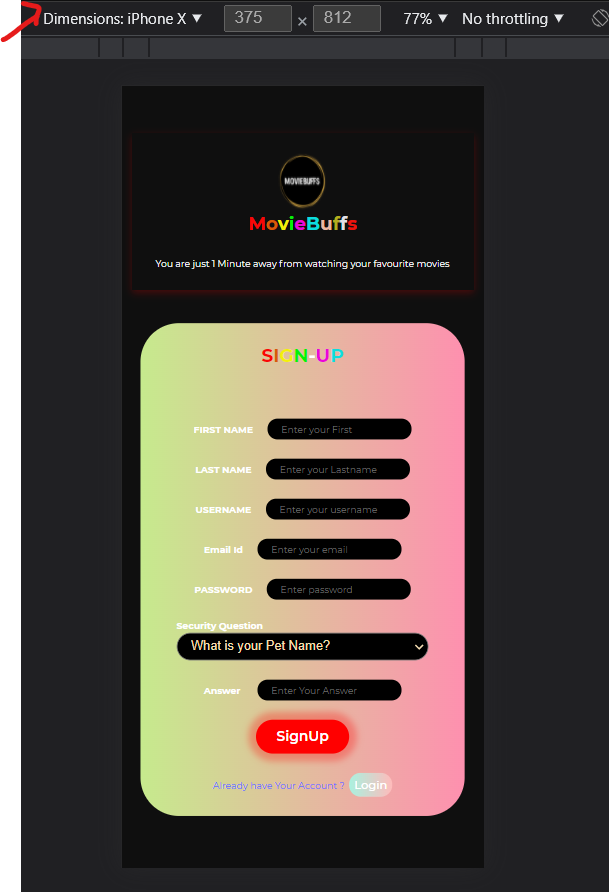 Dimensions: iPhone X ▼ 375 × 812 77% ▼ No throttling ▼
MOVIEBUFFS
MovieBuffs
You are just 1 Minute away from watching your favourite movies
SIGN-UP
FIRST NAME Enter your First
LAST NAME Enter your Lastname
USERNAME Enter your username
Email Id Enter your email
PASSWORD Enter password
Security Question
What is your Pet Name?
Answer Enter Your Answer
SignUp
Already have Your Account ? Login